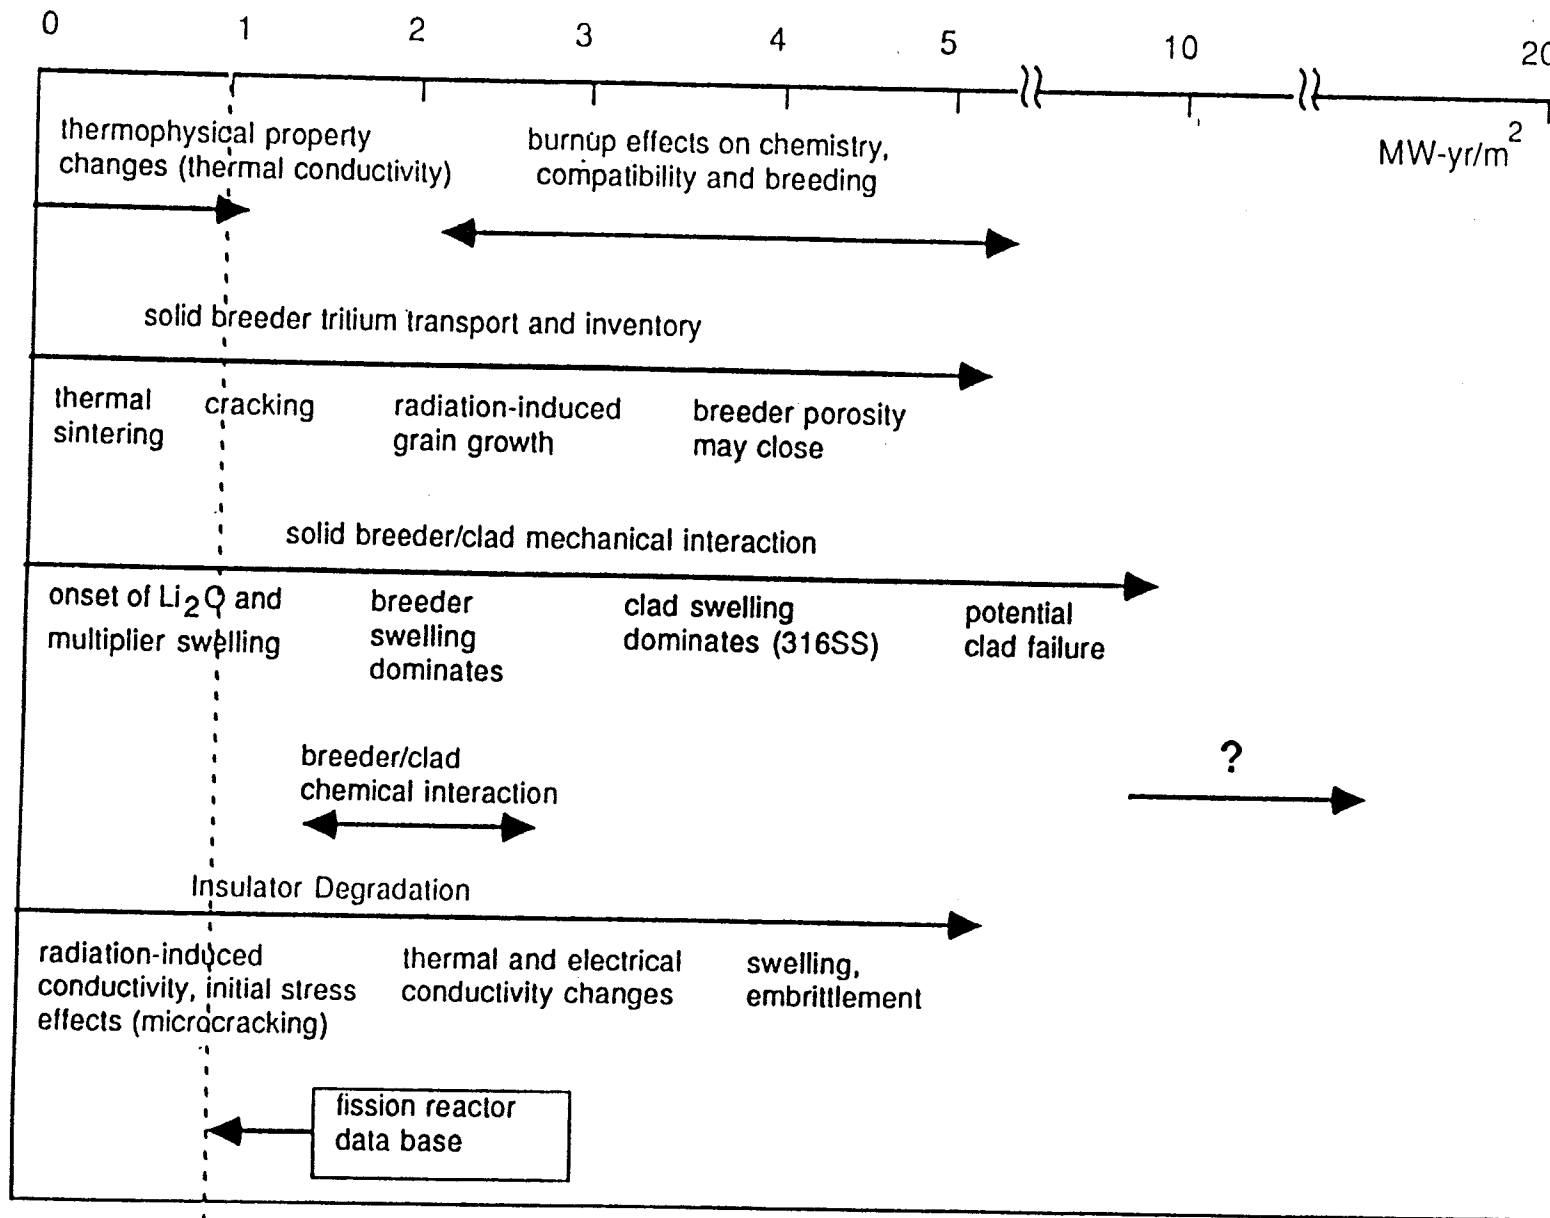 0 1 2 3 4 5 10 20
MW-yr/m²
thermophysical property
changes (thermal conductivity)
burnup effects on chemistry,
compatibility and breeding
solid breeder tritium transport and inventory
thermal
sintering
cracking
radiation-induced
grain growth
breeder porosity
may close
solid breeder/clad mechanical interaction
onset of Li₂O and
multiplier swelling
breeder
swelling
dominates
clad swelling
dominates (316SS)
potential
clad failure
breeder/clad
chemical interaction
?
Insulator Degradation
radiation-induced
conductivity, initial stress
effects (microcracking)
thermal and electrical
conductivity changes
swelling,
embrittlement
fission reactor
data base